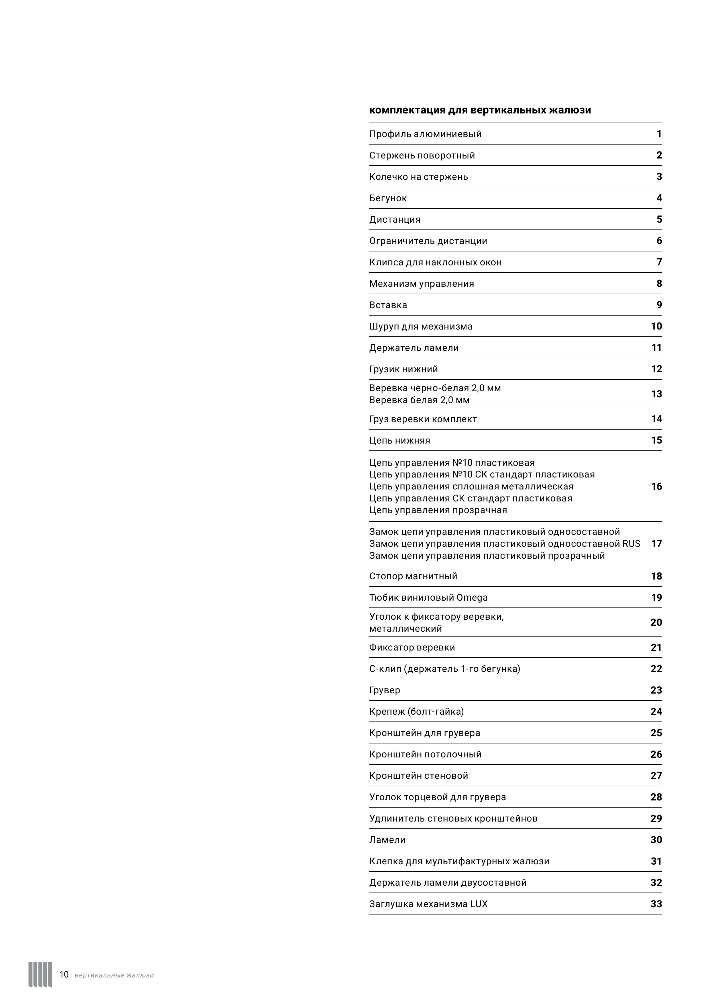 комплектация для вертикальных жалюзи
Профиль алюминиевый 1
Стержень поворотный 2
Колечко на стержень 3
Бегунок 4
Дистанция 5
Ограничитель дистанции 6
Клипса для наклонных окон 7
Механизм управления 8
Вставка 9
Шуруп для механизма 10
Держатель ламели 11
Грузик нижний 12
Веревка черно-белая 2,0 мм
Веревка белая 2,0 мм
13
Груз веревки комплект 14
Цепь нижняя 15
Цепь управления №10 пластиковая
Цепь управления №10 СК стандарт пластиковая
Цепь управления сплошная металлическая 16
Цепь управления СК стандарт пластиковая
Цепь управления прозрачная
Замок цепи управления пластиковый односоставной
Замок цепи управления пластиковый односоставной RUS 17
Замок цепи управления пластиковый прозрачный
Стопор магнитный 18
Тюбик виниловый Omega 19
Уголок к фиксатору веревки,
металлический
20
Фиксатор веревки 21
С-клип (держатель 1-го бегунка) 22
Грувер 23
Крепеж (болт-гайка) 24
Кронштейн для грувера 25
Кронштейн потолочный 26
Кронштейн стеновой 27
Уголок торцевой для грувера 28
Удлинитель стеновых кронштейнов 29
Ламели 30
Клепка для мультифактурных жалюзи 31
Держатель ламели двусоставной 32
Заглушка механизма LUX 33
10 вертикальные жалюзи